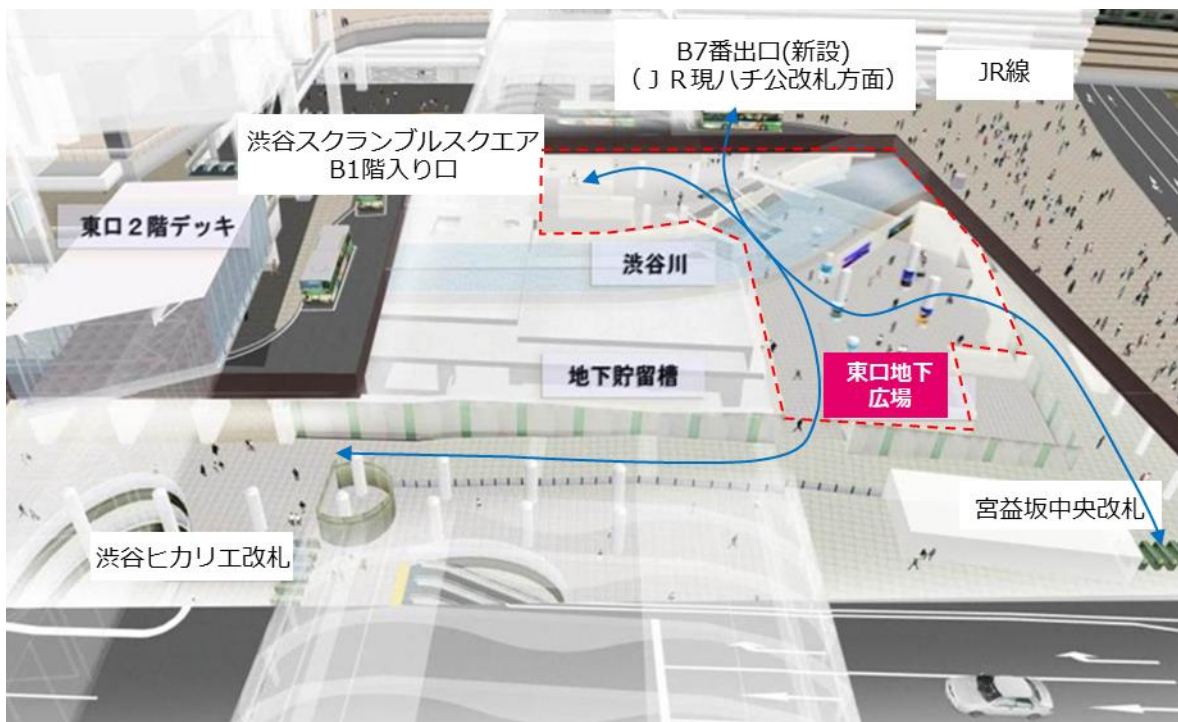 B7番出口(新設)
(ＪＲ現ハチ公改札方面)
JR線
渋谷スクランブルスクエア
B1階入り口
東口２階デッキ
渋谷川
地下貯留槽
東口地下
広場
宮益坂中央改札
渋谷ヒカリエ改札